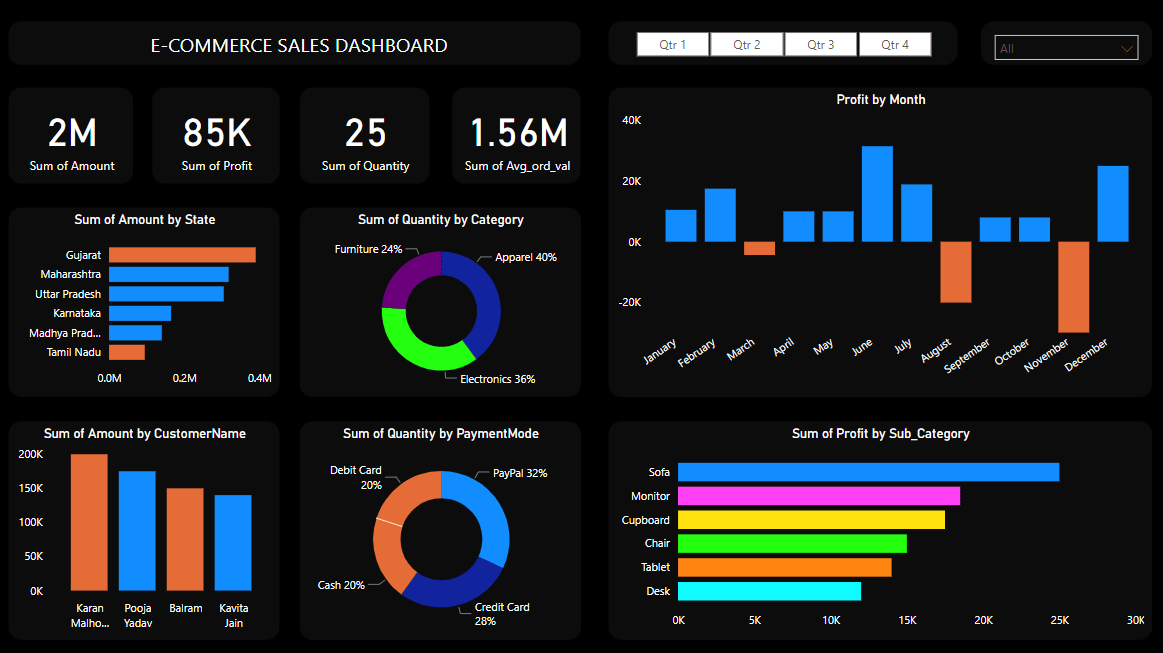 E-COMMERCE SALES DASHBOARD
Qtr 1
Qtr 2
Qtr 3
Qtr 4
All
2M
Sum of Amount
85K
Sum of Profit
25
Sum of Quantity
1.56M
Sum of Avg_ord_val
Profit by Month
40K
20K
0K
-20K
January
February
March
April
May
June
July
August
September
October
November
December
Sum of Amount by State
Gujarat
Maharashtra
Uttar Pradesh
Karnataka
Madhya Prad...
Tamil Nadu
0.0M
0.2M
0.4M
Sum of Quantity by Category
Furniture 24%
Apparel 40%
Electronics 36%
Sum of Amount by CustomerName
200K
150K
100K
50K
0K
Karan
Malho...
Pooja
Yadav
Balram
Kavita
Jain
Sum of Quantity by PaymentMode
Debit Card
20%
PayPal 32%
Cash 20%
Credit Card
28%
Sum of Profit by Sub_Category
Sofa
Monitor
Cupboard
Chair
Tablet
Desk
0K
5K
10K
15K
20K
25K
30K